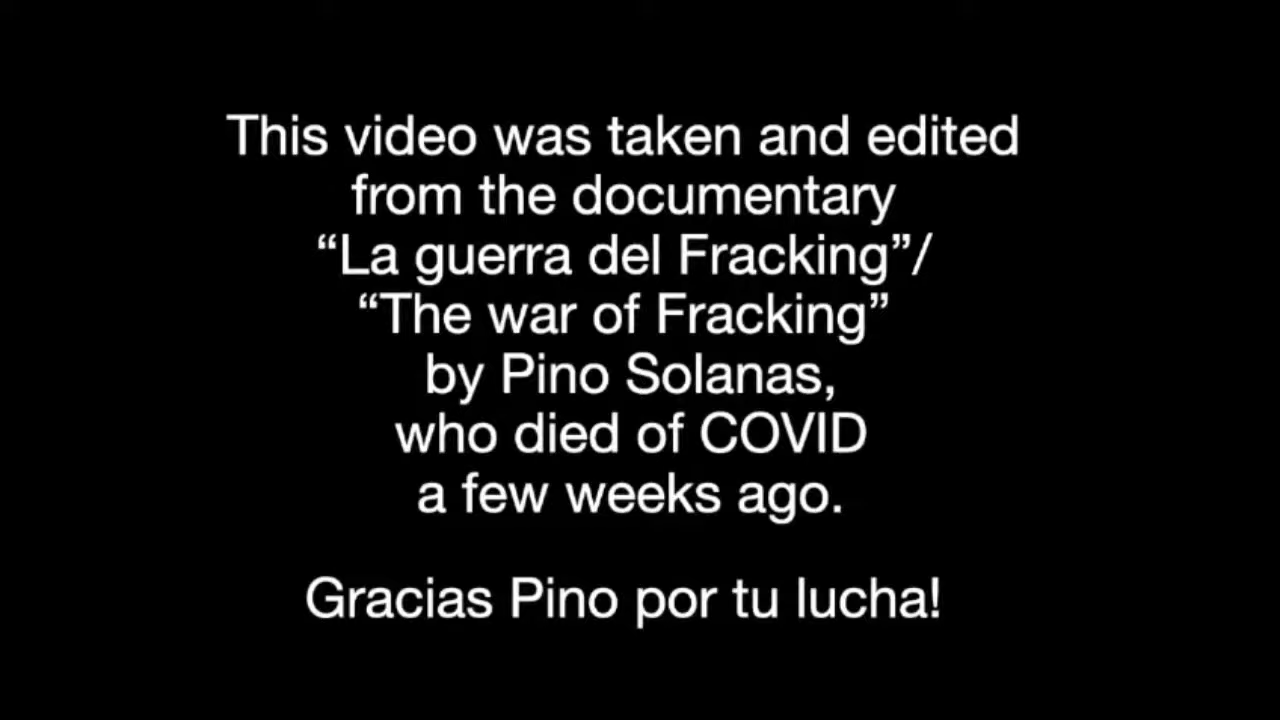 This video was taken and edited
from the documentary
“La guerra del Fracking”/
“The war of Fracking”
by Pino Solanas,
who died of COVID
a few weeks ago.
Gracias Pino por tu lucha!